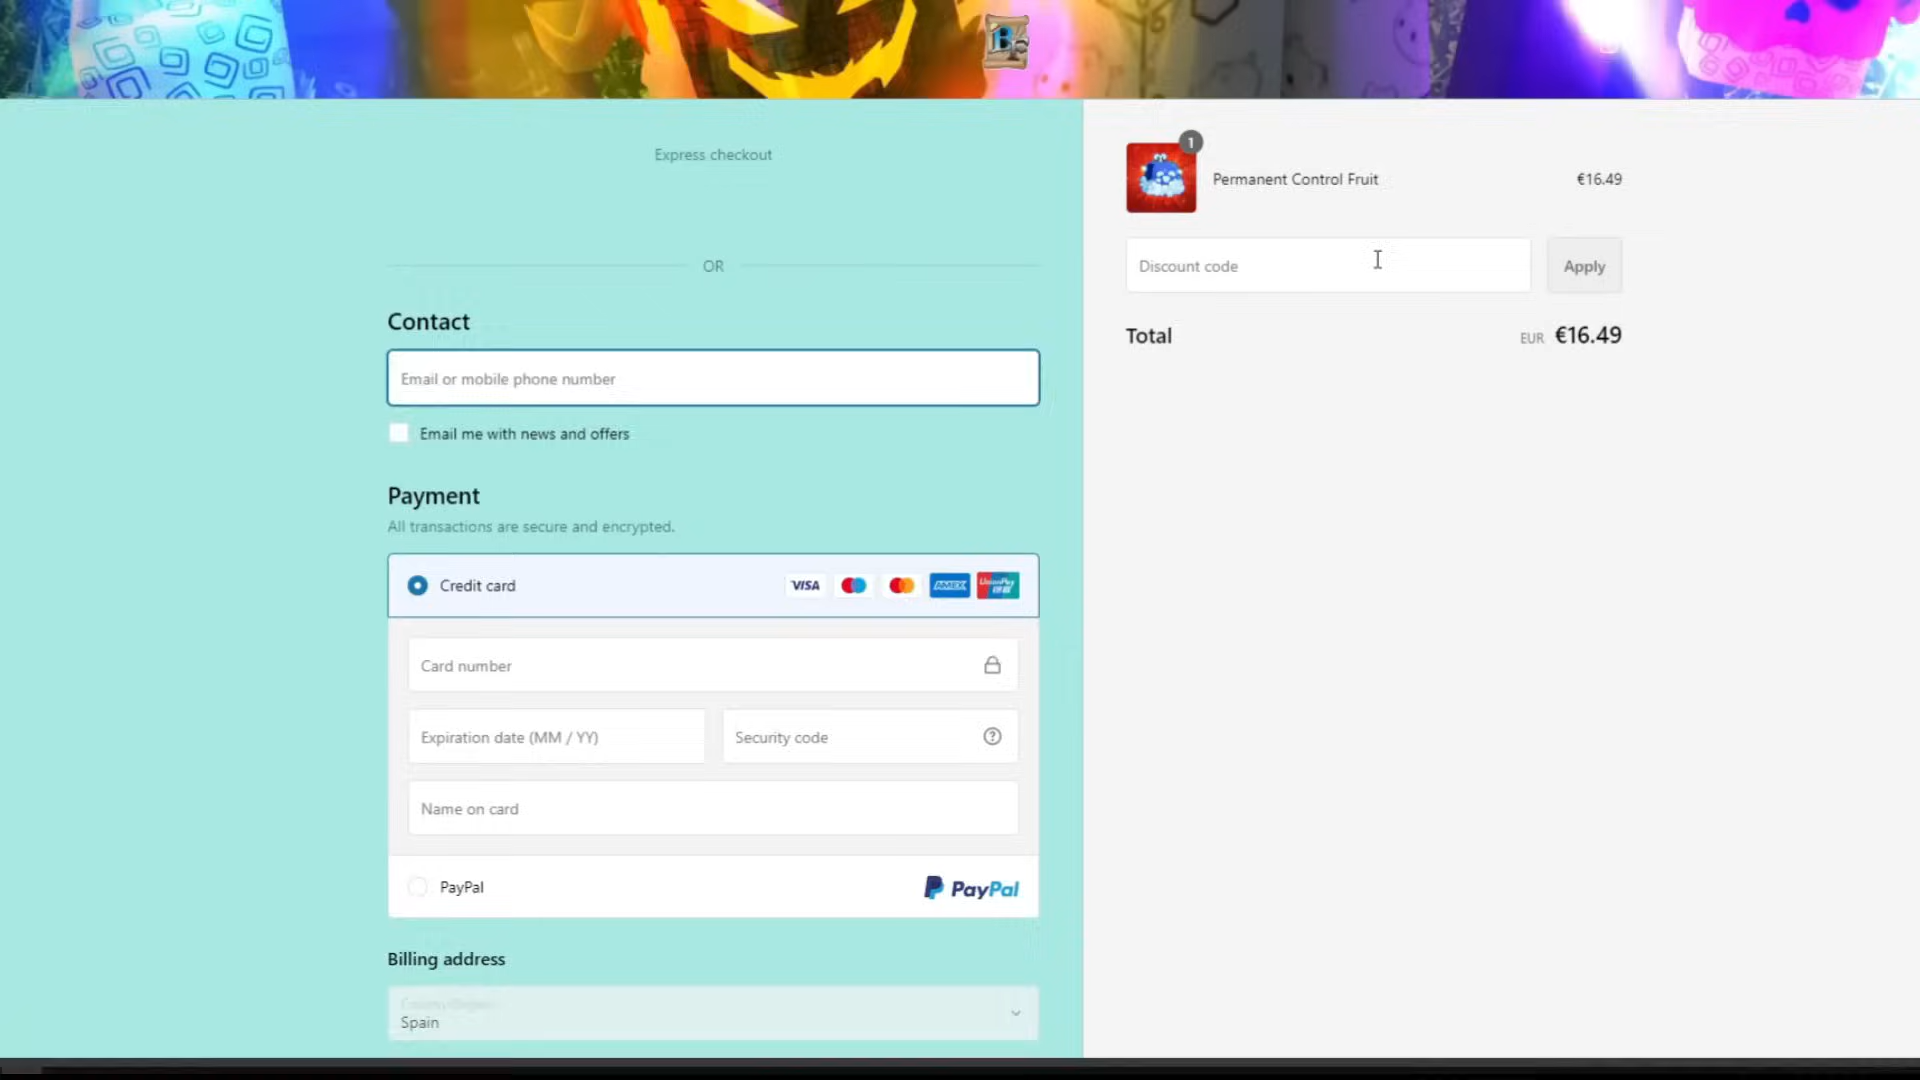 Express checkout
OR
Contact
Email or mobile phone number
Email me with news and offers
Payment
All transactions are secure and encrypted.
Credit card
VISA
AMEX
UnionPay
Card number
Expiration date (MM / YY)
Security code
Name on card
PayPal
PayPal
Billing address
Spain
1
Permanent Control Fruit
€16.49
Discount code
Apply
Total
EUR €16.49